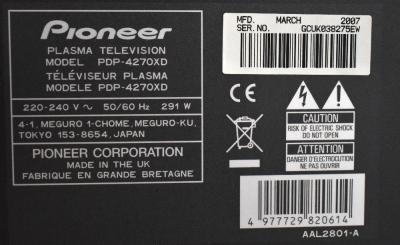 Pioneer
PLASMA TELEVISION
MODEL PDP-4270XD
TÉLÉVISEUR PLASMA
MODELE PDP-4270XD
220-240 V ~ 50/60 Hz 291 W
4-1, MEGURO 1-CHOME, MEGURO-KU,
TOKYO 153-8654, JAPAN
PIONEER CORPORATION
MADE IN THE UK
FABRIQUE EN GRANDE BRETAGNE
MFD. MARCH 2007
SER. NO. GCUK038275EW
CE
CAUTION
RISK OF ELECTRIC SHOCK
DO NOT OPEN
ATTENTION
DANGER D'ELECTROCUTION
NE PAS OUVRIR
4 977729 820614
AAL2801-A